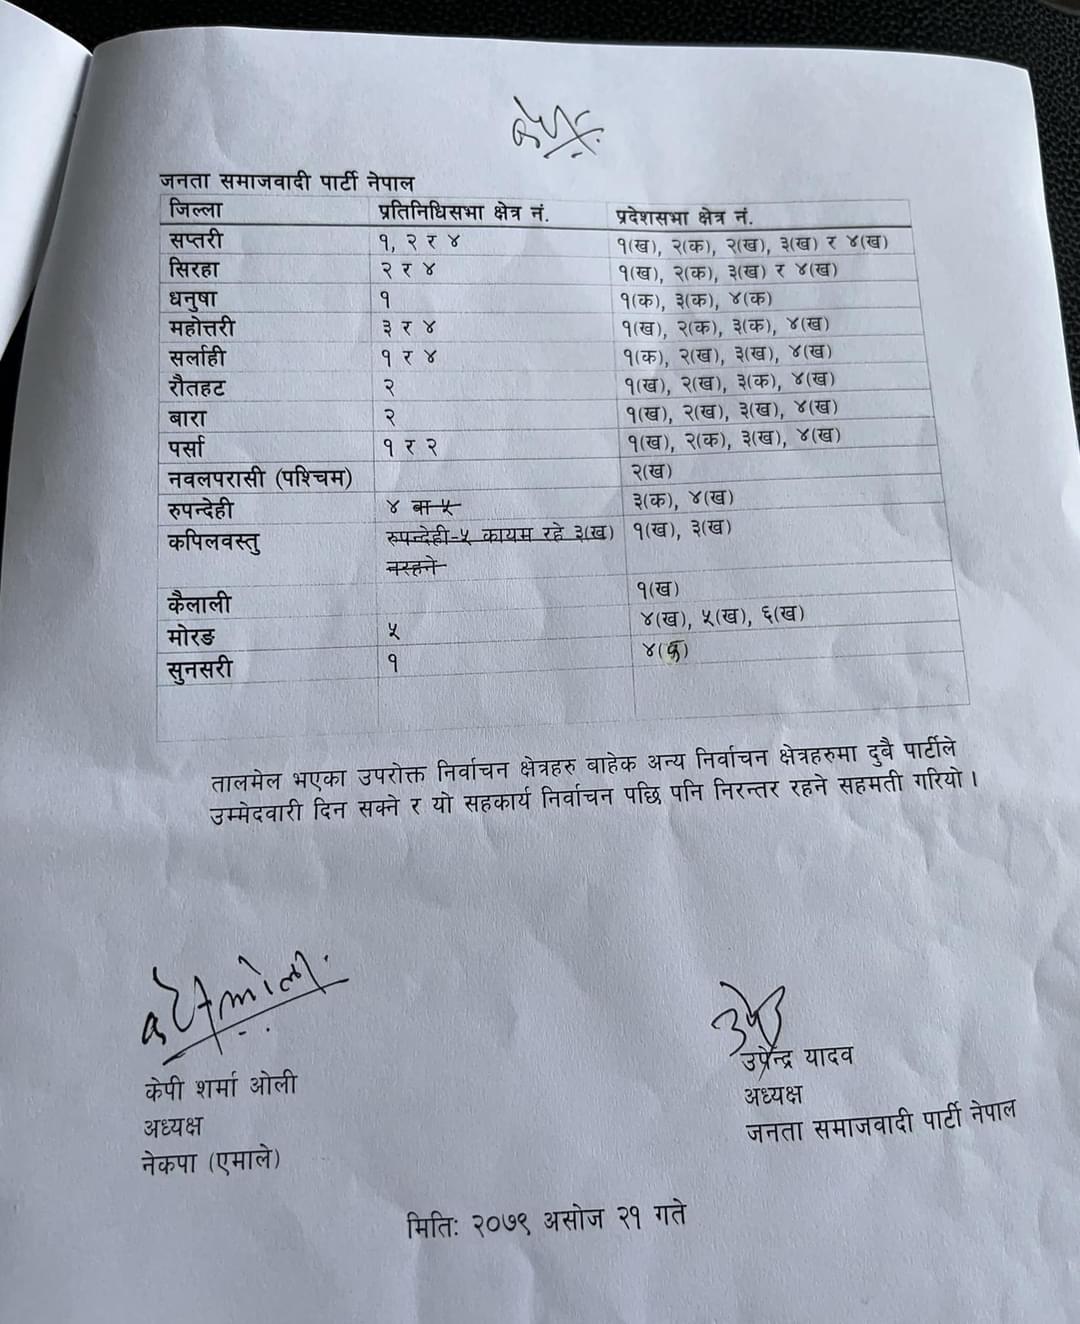 जनता समाजवादी पार्टी नेपाल
जिल्ला प्रतिनिधिसभा क्षेत्र नं. प्रदेशसभा क्षेत्र नं.
सप्तरी १, २ र ४ १(ख), २(क), २(ख), ३(ख) र ४(ख)
सिरहा २ र ४ १(ख), २(क), ३(ख) र ४(ख)
धनुषा १ १(क), ३(क), ४(क)
महोत्तरी ३ र ४ १(ख), २(क), ३(क), ४(ख)
सर्लाही १ र ४ १(क), २(ख), ३(ख), ४(ख)
रौतहट २ १(ख), २(ख), ३(क), ४(ख)
बारा २ १(ख), २(ख), ३(ख), ४(ख)
पर्सा १ र २ १(ख), २(क), ३(ख), ४(ख)
नवलपरासी (पश्चिम) २(ख)
रुपन्देही ४ बा ५ ३(क), ४(ख)
कपिलवस्तु रुपन्देही-५ कायम रहे ३(ख) १(ख), ३(ख)
नरहने
कैलाली १(ख)
मोरङ ५ ४(ख), ५(ख), ६(ख)
सुनसरी १ ४(क)
तालमेल भएका उपरोक्त निर्वाचन क्षेत्रहरु बाहेक अन्य निर्वाचन क्षेत्रहरुमा दुबै पार्टीले
उम्मेदवारी दिन सक्ने र यो सहकार्य निर्वाचन पछि पनि निरन्तर रहने सहमती गरियो ।
केपी शर्मा ओली
अध्यक्ष
नेकपा (एमाले)
उपेन्द्र यादव
अध्यक्ष
जनता समाजवादी पार्टी नेपाल
मिति: २०७९ असोज २१ गते